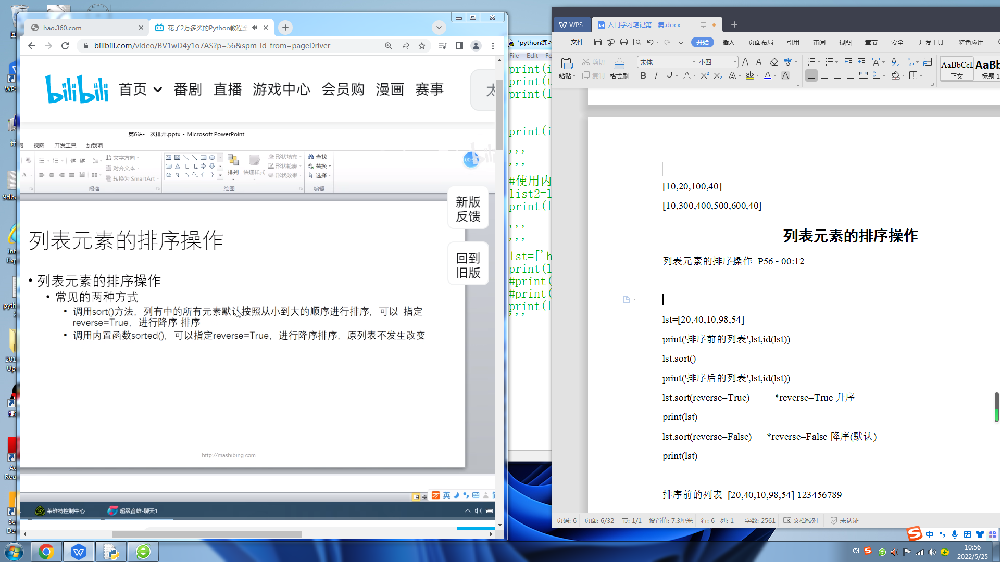 hao.360.com
花了2万多买的Python教程全
bilibili.com/video/BV1wD4y1o7AS?p=56&spm_id_from=pageDriver
bilibili
首页 番剧 直播 游戏中心 会员购 漫画 赛事
第6站-一次排开.pptx - Microsoft PowerPoint
视图 开发工具 加载项
文字方向
对齐文本
转换为 SmartArt
段落
排列
快速样式
形状填充
形状轮廓
形状效果
绘图
查找
替换
选择
编辑
新版
反馈
回到
旧版
列表元素的排序操作
• 列表元素的排序操作
• 常见的两种方式
• 调用sort()方法，列有中的所有元素默认按照从小到大的顺序进行排序，可以 指定
reverse=True，进行降序 排序
• 调用内置函数sorted()，可以指定reverse=True，进行降序排序，原列表不发生改变
http://mashibing.com
英
莱维特控制中心
超级音雄-聊天1
*python练习
File Edit Fo
print(i
print(t
print(l
print(i
,,,
,,,
#使用内
list2=l
print(l
,,,
,,,
lst=['h
print(l
#print(
#print(
print(l
,,,
WPS
入门学习笔记第二篇.docx
文件 开始 插入 页面布局 引用 审阅 视图 章节 安全 开发工具 特色应用
粘贴
剪切
复制
格式刷
宋体
小四
AaBbCcD
正文
AaBb
标题 1
[10,20,100,40]
[10,300,400,500,600,40]
列表元素的排序操作
列表元素的排序操作 P56 - 00:12
lst=[20,40,10,98,54]
print('排序前的列表',lst,id(lst))
lst.sort()
print('排序后的列表',lst,id(lst))
lst.sort(reverse=True) *reverse=True 升序
print(lst)
lst.sort(reverse=False) *reverse=False 降序(默认)
print(lst)
排序前的列表 [20,40,10,98,54] 123456789
页码: 6 页面: 6/32 节: 1/1 设置值: 7.3厘米 行: 6 列: 1 字数: 2561 文档校对 未认证
中
CH
10:56
2022/5/25